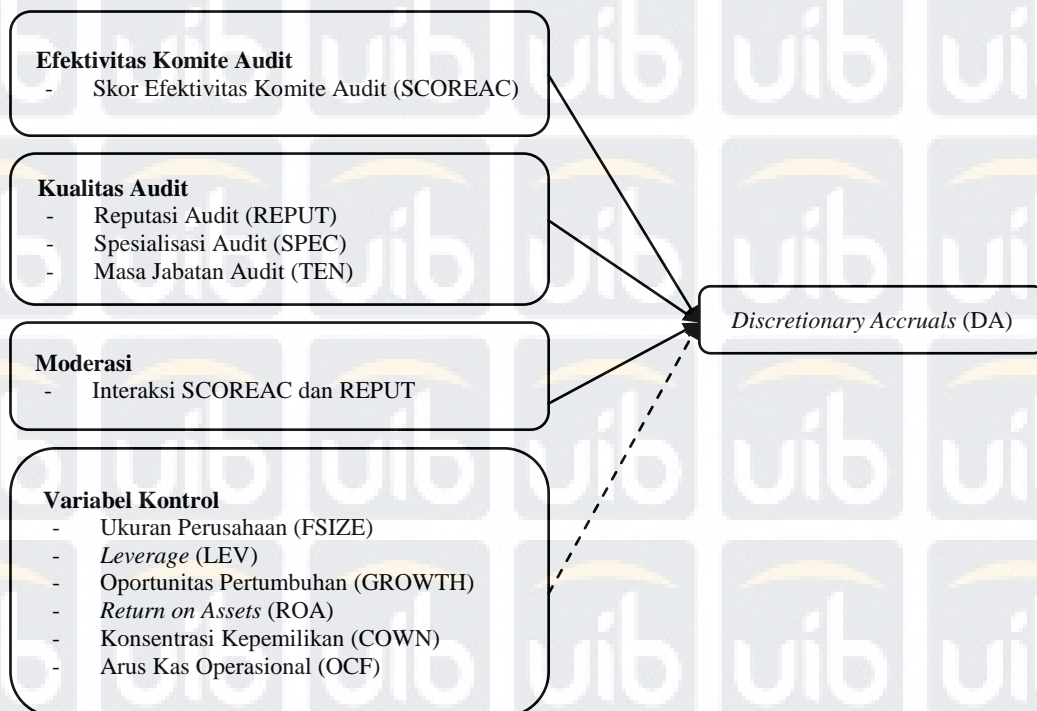 Efektivitas Komite Audit
- Skor Efektivitas Komite Audit (SCOREAC)
Kualitas Audit
- Reputasi Audit (REPUT)
- Spesialisasi Audit (SPEC)
- Masa Jabatan Audit (TEN)
Discretionary Accruals (DA)
Moderasi
- Interaksi SCOREAC dan REPUT
Variabel Kontrol
- Ukuran Perusahaan (FSIZE)
- Leverage (LEV)
- Oportunitas Pertumbuhan (GROWTH)
- Return on Assets (ROA)
- Konsentrasi Kepemilikan (COWN)
- Arus Kas Operasional (OCF)
uib